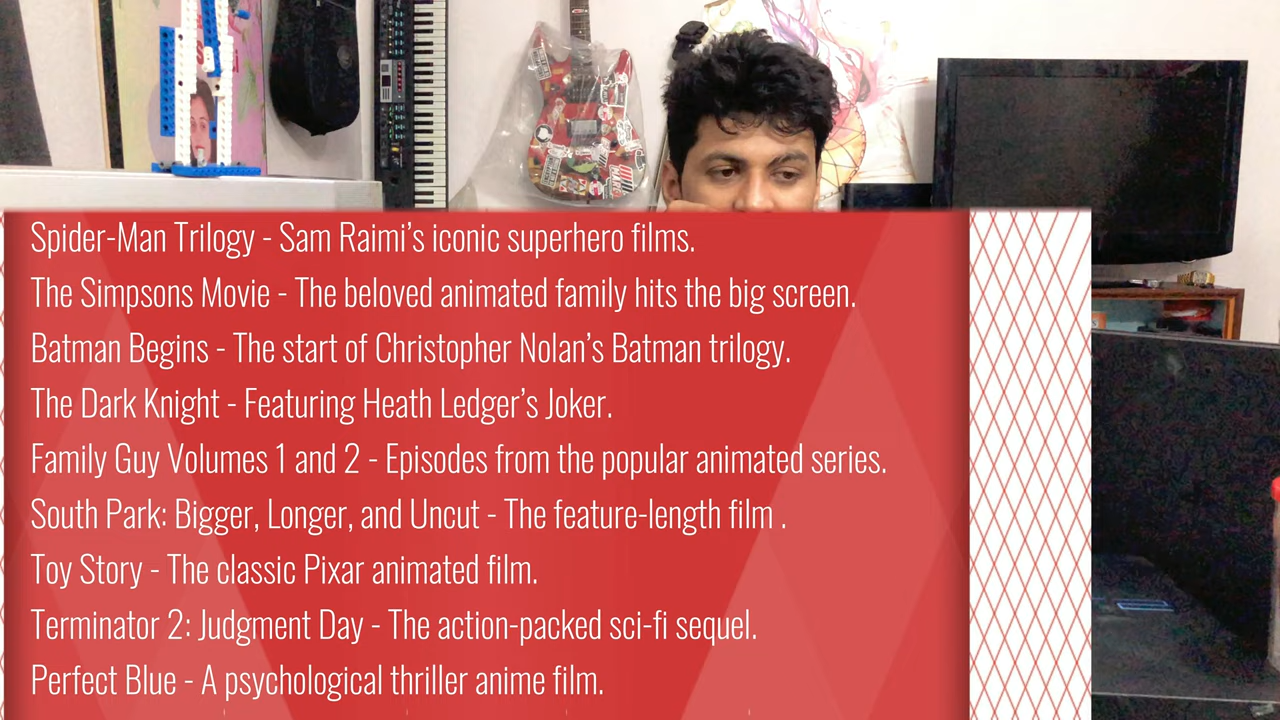 Spider-Man Trilogy - Sam Raimi’s iconic superhero films.
The Simpsons Movie - The beloved animated family hits the big screen.
Batman Begins - The start of Christopher Nolan’s Batman trilogy.
The Dark Knight - Featuring Heath Ledger’s Joker.
Family Guy Volumes 1 and 2 - Episodes from the popular animated series.
South Park: Bigger, Longer, and Uncut - The feature-length film .
Toy Story - The classic Pixar animated film.
Terminator 2: Judgment Day - The action-packed sci-fi sequel.
Perfect Blue - A psychological thriller anime film.